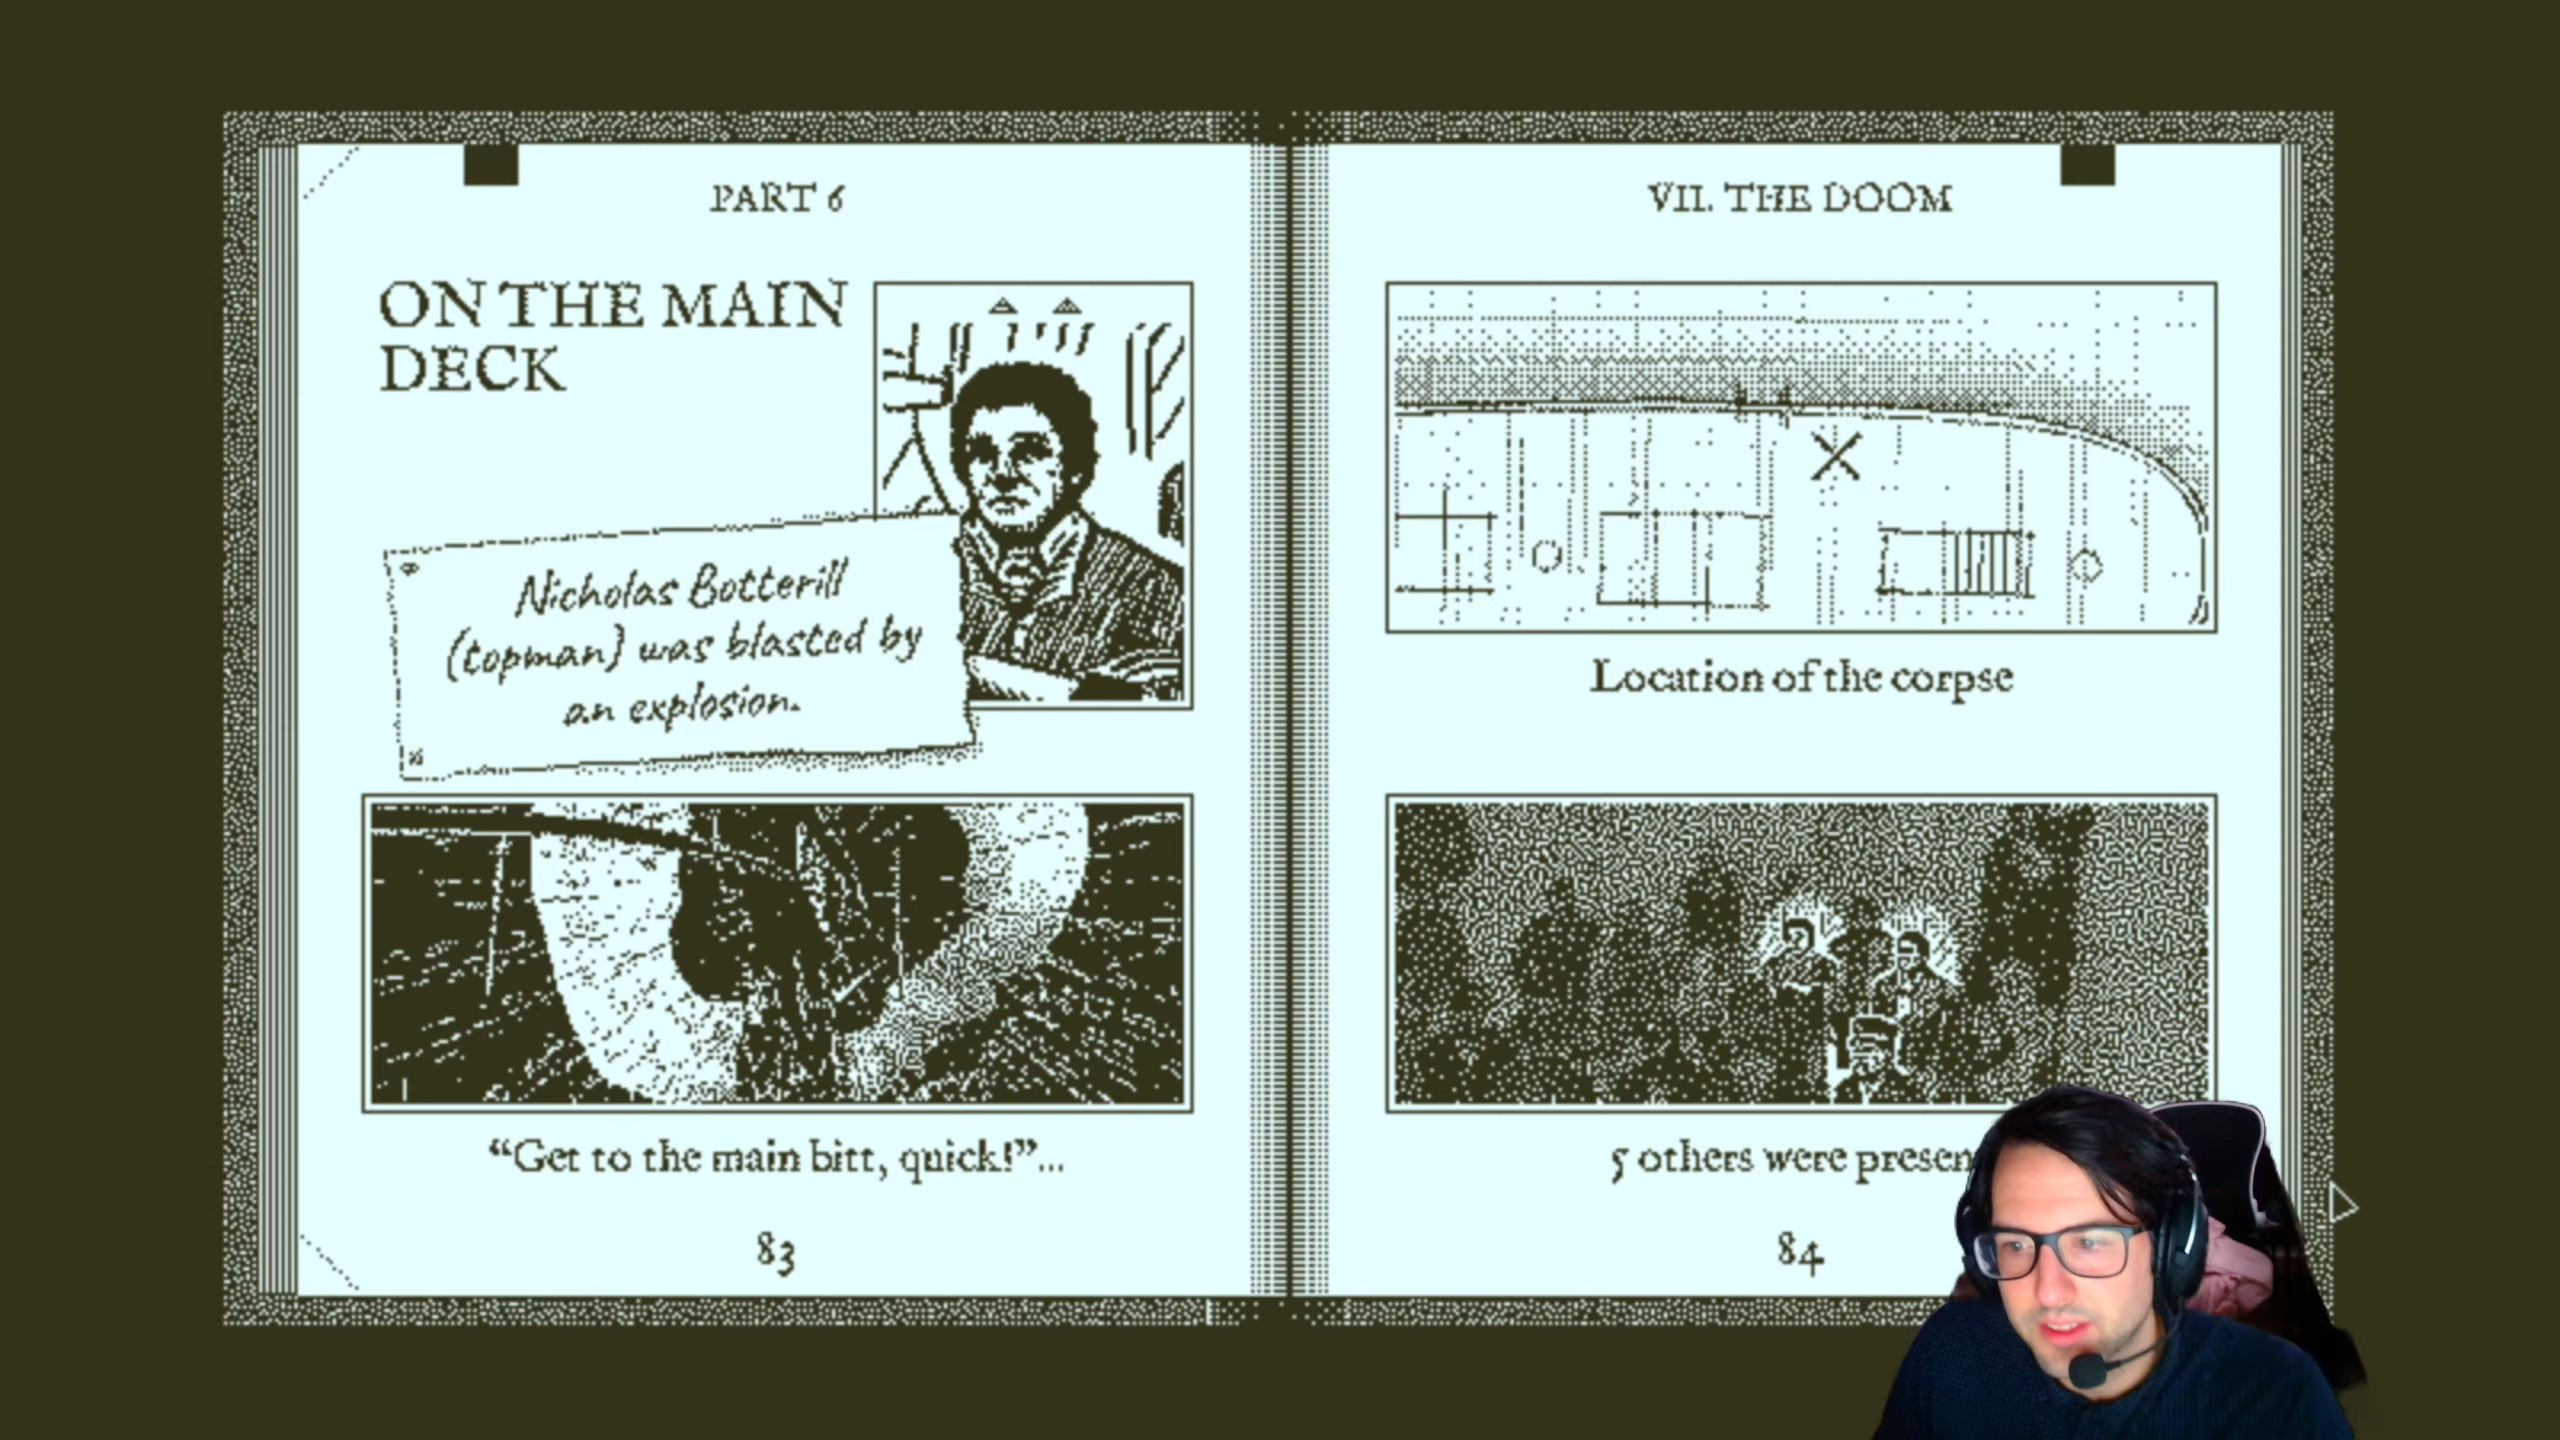 PART 6
ON THE MAIN
DECK
Nicholas Botterill
(topman) was blasted by
an explosion.
“Get to the main bitt, quick!”...
83
VII. THE DOOM
Location of the corpse
5 others were presen
84